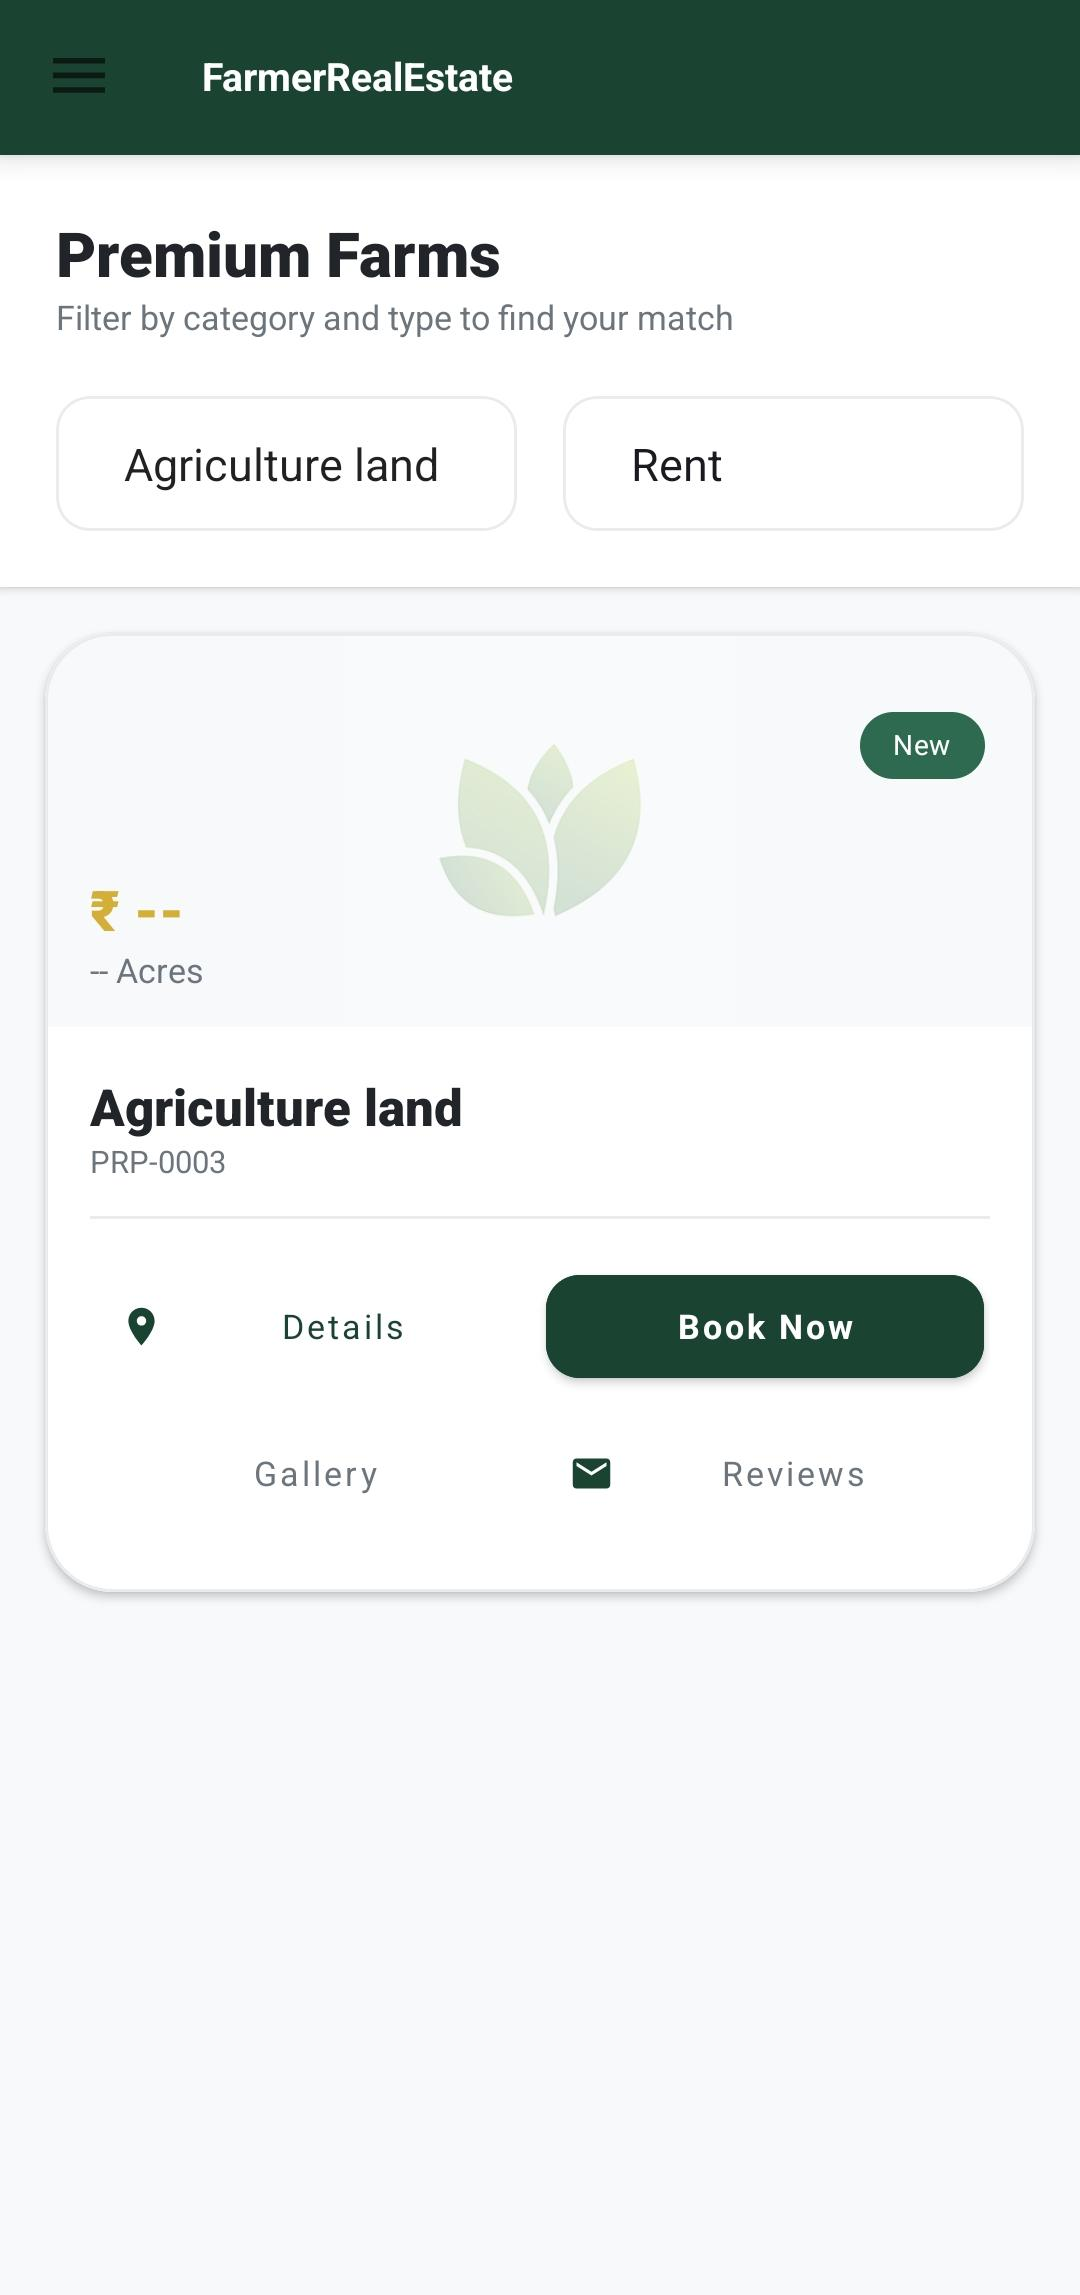 FarmerRealEstate
Premium Farms
Filter by category and type to find your match
Agriculture land
Rent
New
₹ --
-- Acres
Agriculture land
PRP-0003
Details
Book Now
Gallery
Reviews